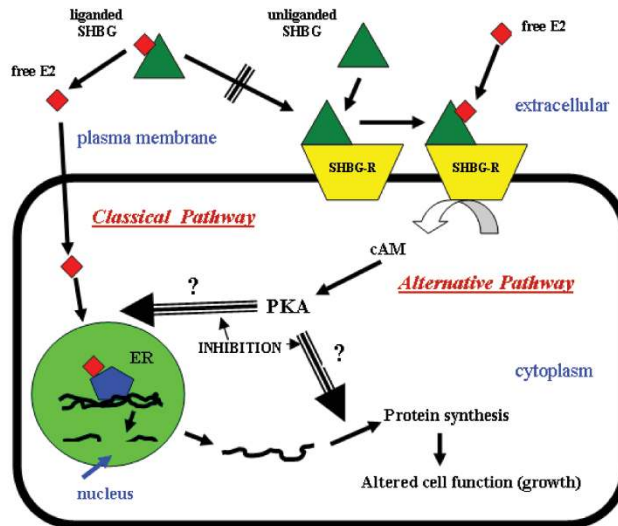 liganded
SHBG
unliganded
SHBG
free E2
free E2
extracellular
plasma membrane
SHBG-R
SHBG-R
Classical Pathway
cAM
Alternative Pathway
?
PKA
INHIBITION
?
ER
cytoplasm
Protein synthesis
nucleus
Altered cell function (growth)